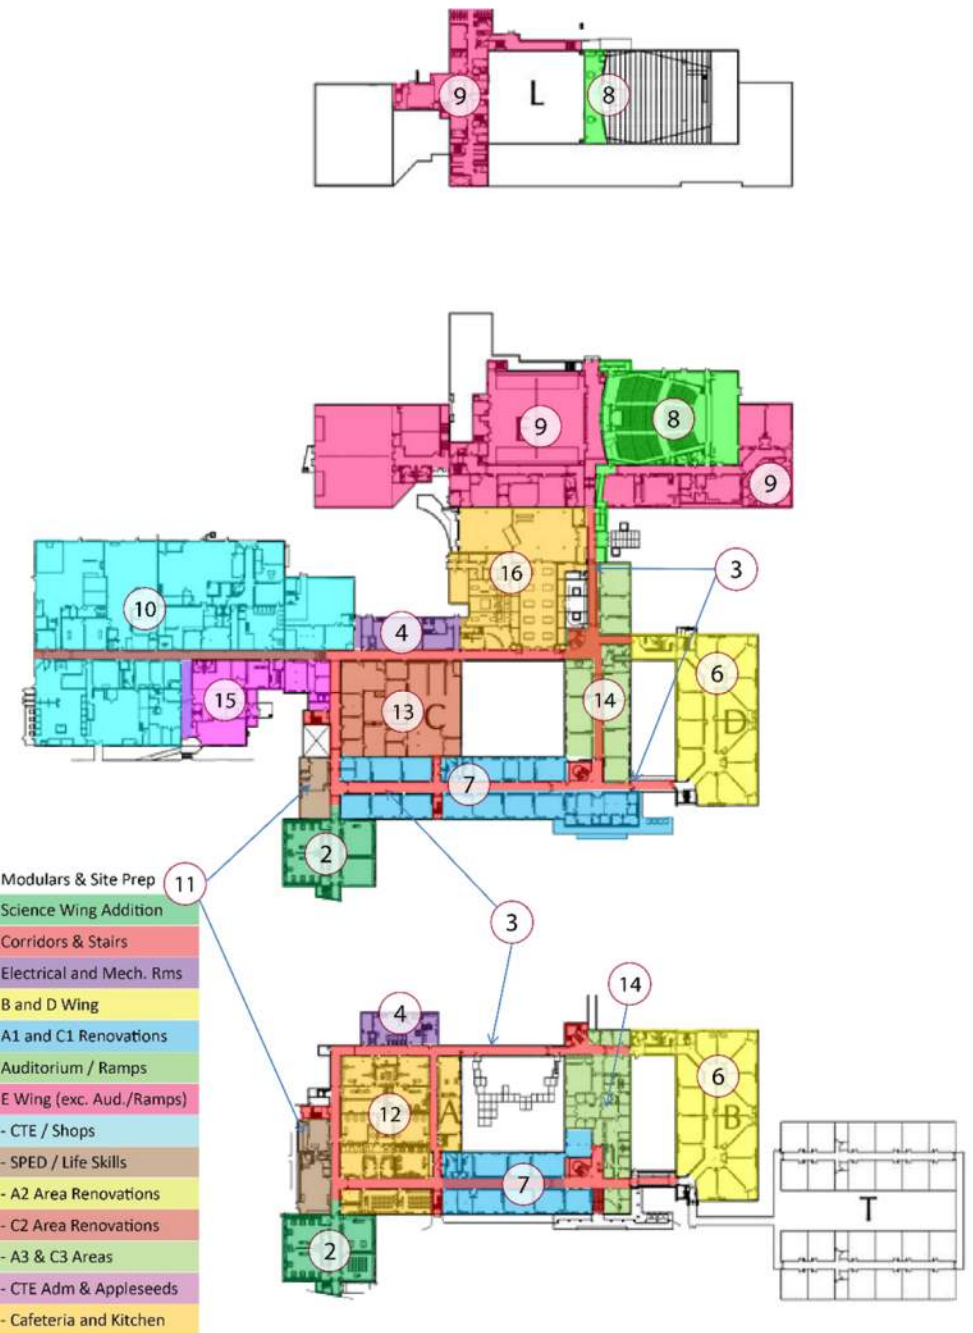 9
L
8
9
8
9
16
3
10
4
6
15
13
C
14
D
7
2
Modulars & Site Prep
11
Science Wing Addition
3
Corridors & Stairs
Electrical and Mech. Rms
14
B and D Wing
4
A1 and C1 Renovations
Auditorium / Ramps
6
E Wing (exc. Aud./Ramps)
12
A
B
- CTE / Shops
- SPED / Life Skills
7
- A2 Area Renovations
T
- C2 Area Renovations
2
- A3 & C3 Areas
- CTE Adm & Appleseeds
- Cafeteria and Kitchen